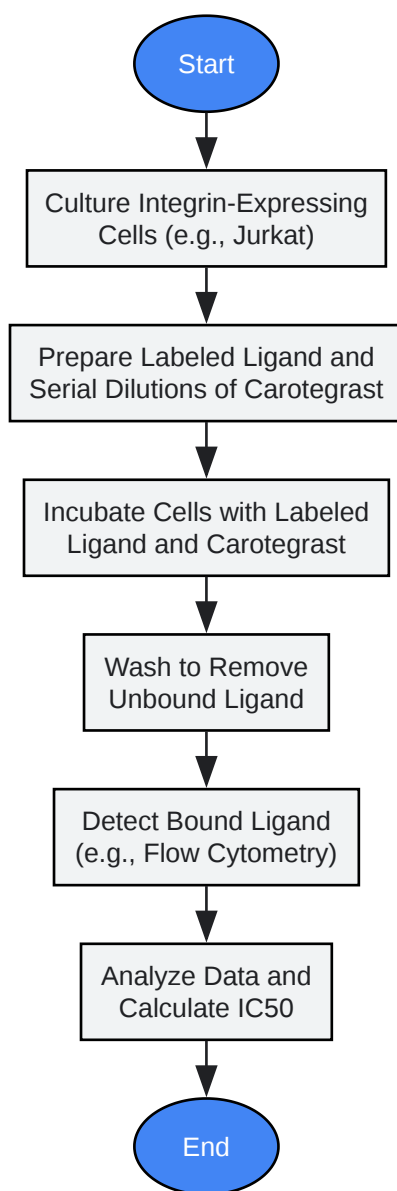 Start
Culture Integrin-Expressing
Cells (e.g., Jurkat)
Prepare Labeled Ligand and
Serial Dilutions of Carotegrast
Incubate Cells with Labeled
Ligand and Carotegrast
Wash to Remove
Unbound Ligand
Detect Bound Ligand
(e.g., Flow Cytometry)
Analyze Data and
Calculate IC50
End